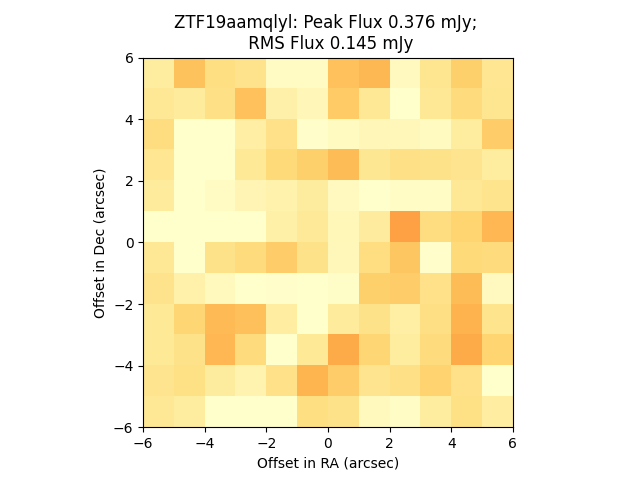 ZTF19aamqlyl: Peak Flux 0.376 mJy;
RMS Flux 0.145 mJy
6
4
2
0
−2
−4
−6
Offset in Dec (arcsec)
−6 −4 −2 0 2 4 6
Offset in RA (arcsec)